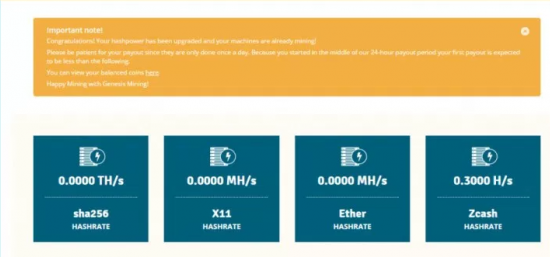 Important note!
Congratulations! Your hashpower has been upgraded and your machines are already mining!
Please be patient for your payout since they are only done once a day. Because you started in the middle of our 24-hour payout period your first payout is expected
to be less than the following.
You can view your balanced coins here
Happy Mining with Genesis Mining!
0.0000 TH/s
0.0000 MH/s
0.0000 MH/s
0.3000 H/s
sha256
X11
Ether
Zcash
HASHRATE
HASHRATE
HASHRATE
HASHRATE